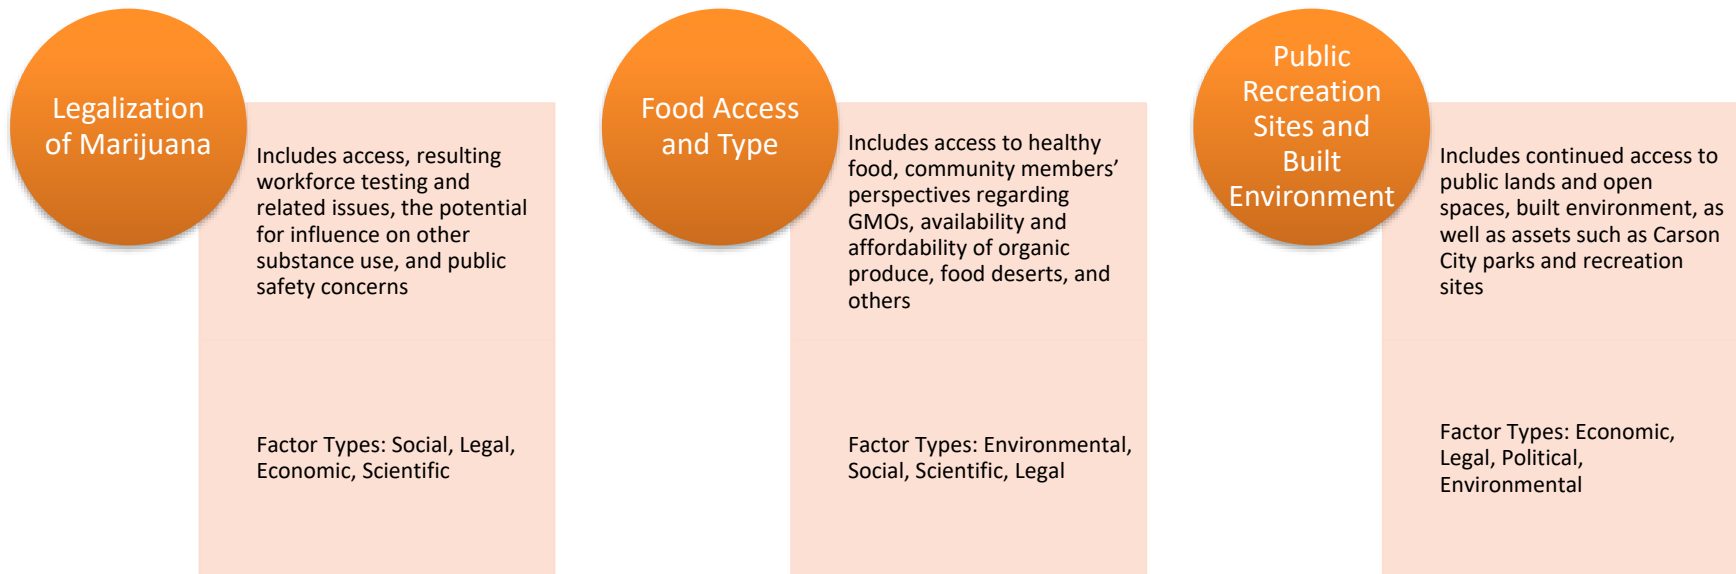 Legalization
of Marijuana
Includes access, resulting
workforce testing and
related issues, the potential
for influence on other
substance use, and public
safety concerns
Factor Types: Social, Legal,
Economic, Scientific
Food Access
and Type
Includes access to healthy
food, community members’
perspectives regarding
GMOs, availability and
affordability of organic
produce, food deserts, and
others
Factor Types: Environmental,
Social, Scientific, Legal
Public
Recreation
Sites and
Built
Environment
Includes continued access to
public lands and open
spaces, built environment, as
well as assets such as Carson
City parks and recreation
sites
Factor Types: Economic,
Legal, Political,
Environmental